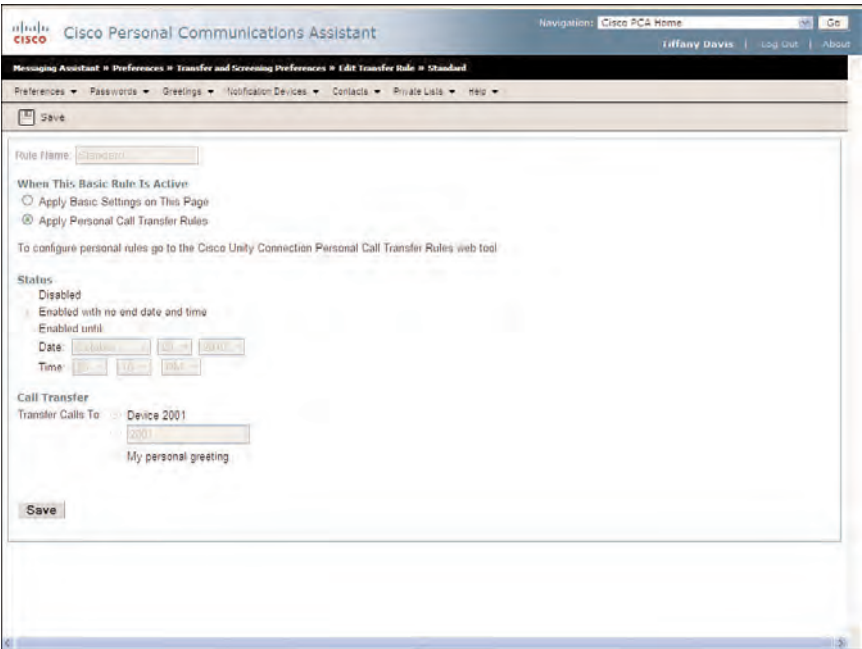 Navigation: Cisco PCA Home Go
CISCO Cisco Personal Communications Assistant
Tiffany Davis | Log Out | About
Messaging Assistant » Preferences » Transfer and Screening Preferences » Edit Transfer Rule » Standard
Preferences Passwords Greetings Notification Devices Contacts Private Lists Help
Save
Rule Name: Standard
When This Basic Rule Is Active
Apply Basic Settings on This Page
Apply Personal Call Transfer Rules
To configure personal rules go to the Cisco Unity Connection Personal Call Transfer Rules web tool
Status
Disabled
Enabled with no end date and time
Enabled until
Date: 2010
Time:
Call Transfer
Transfer Calls To Device 2001
2001
My personal greeting
Save